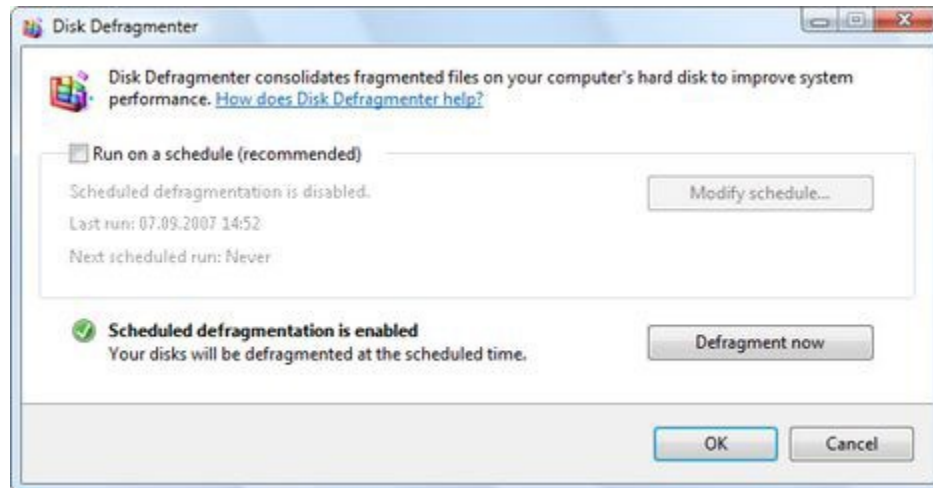 Disk Defragmenter
Disk Defragmenter consolidates fragmented files on your computer's hard disk to improve system
performance. How does Disk Defragmenter help?
Run on a schedule (recommended)
Scheduled defragmentation is disabled.
Modify schedule...
Last run: 07.09.2007 14:52
Next scheduled run: Never
Scheduled defragmentation is enabled
Your disks will be defragmented at the scheduled time.
Defragment now
OK
Cancel